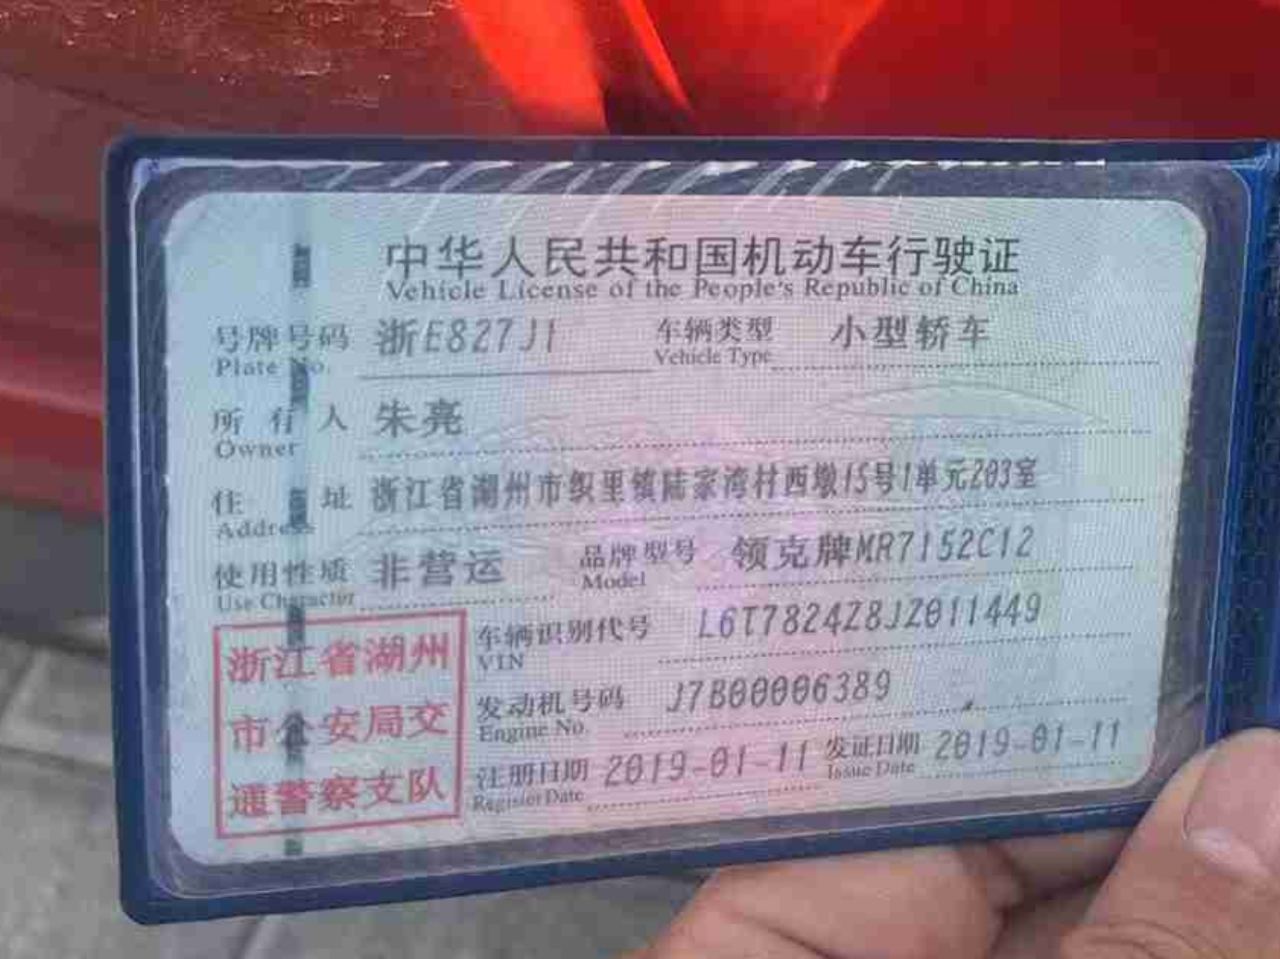 中华人民共和国机动车行驶证
Vehicle License of the People's Republic of China
号牌号码 浙E827J1 车辆类型 小型轿车
Plate No. Vehicle Type
所有人 朱亮
Owner
住址 浙江省湖州市织里镇陆家湾村西墩15号1单元203室
Address
使用性质 非营运 品牌型号 领克牌MR7152C12
Use Character Model
浙江省湖州
市公安局交
通警察支队
车辆识别代号 L6T7824Z8JZ011449
VIN
发动机号码 J7B00006389
Engine No.
注册日期 2019-01-11 发证日期 2019-01-11
Register Date Issue Date